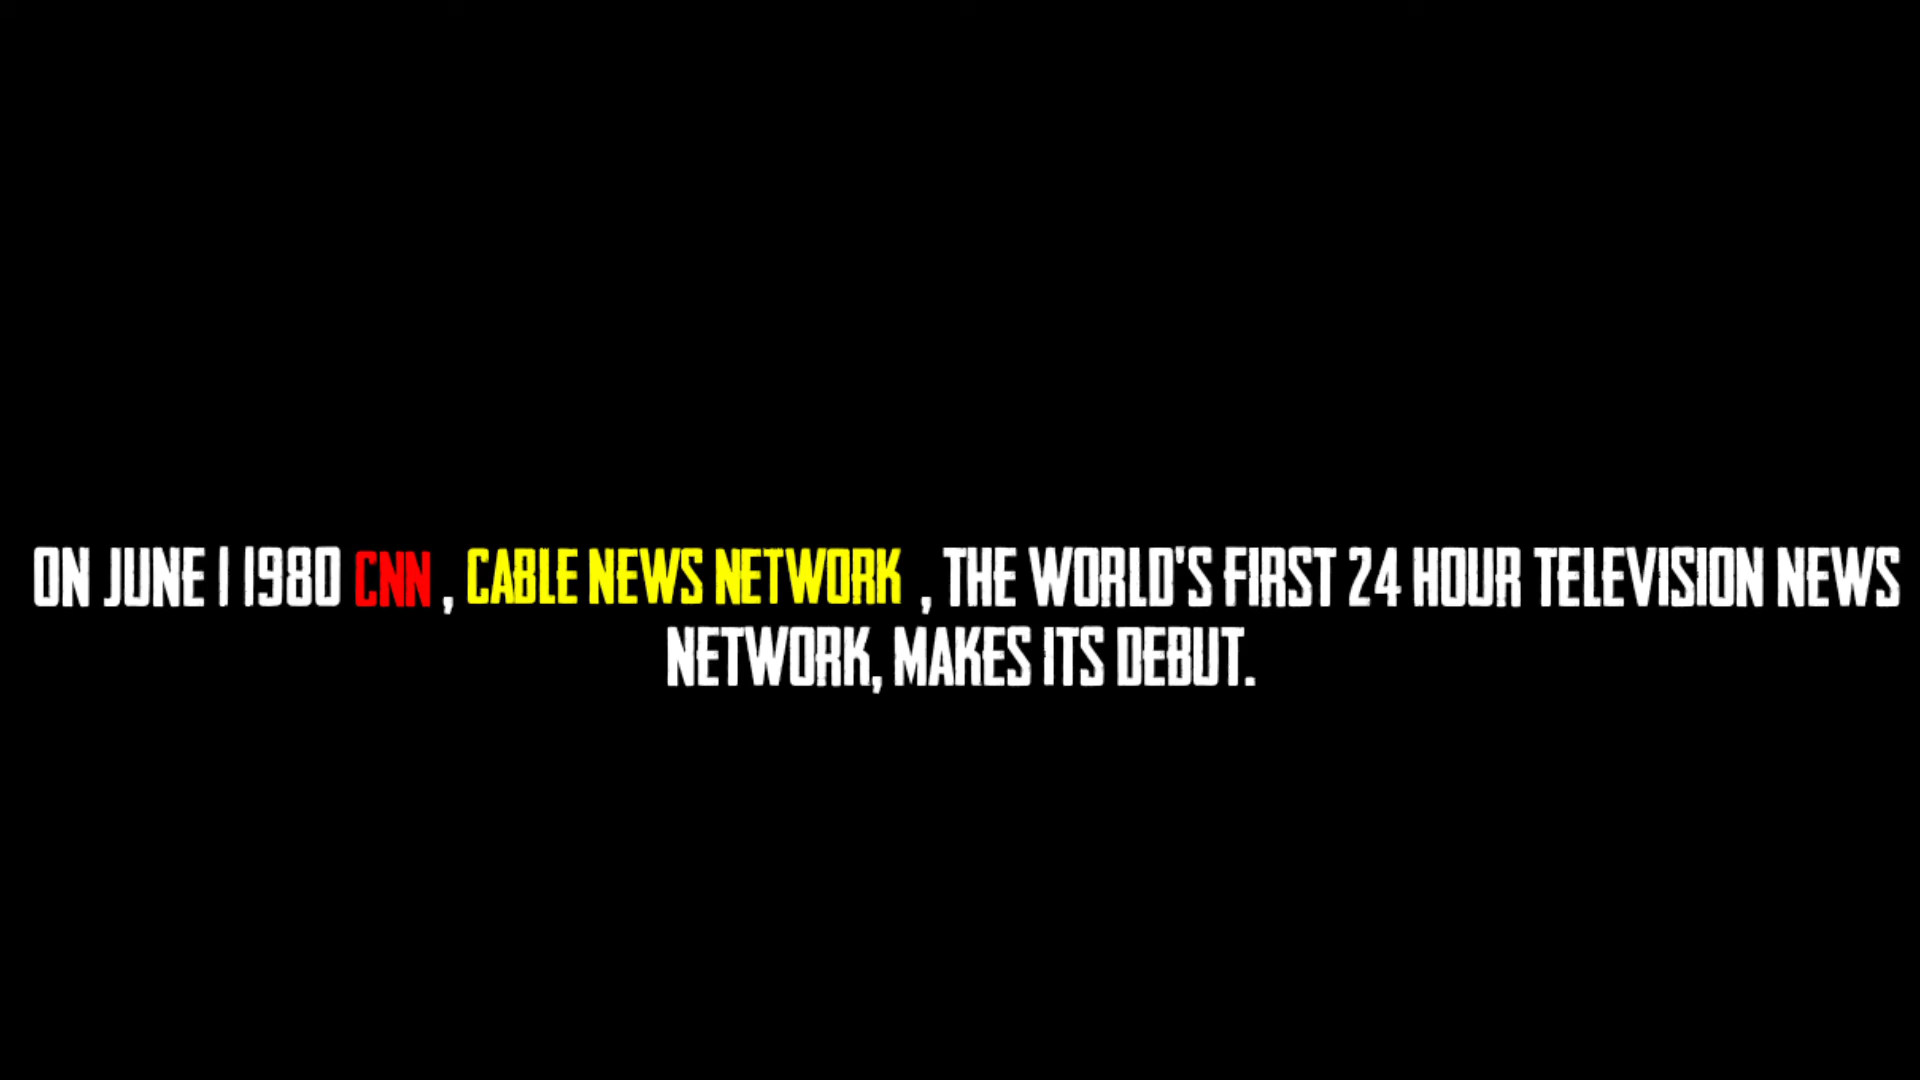 ON JUNE 1 1980 CNN , CABLE NEWS NETWORK , THE WORLD'S FIRST 24 HOUR TELEVISION NEWS
NETWORK, MAKES ITS DEBUT.